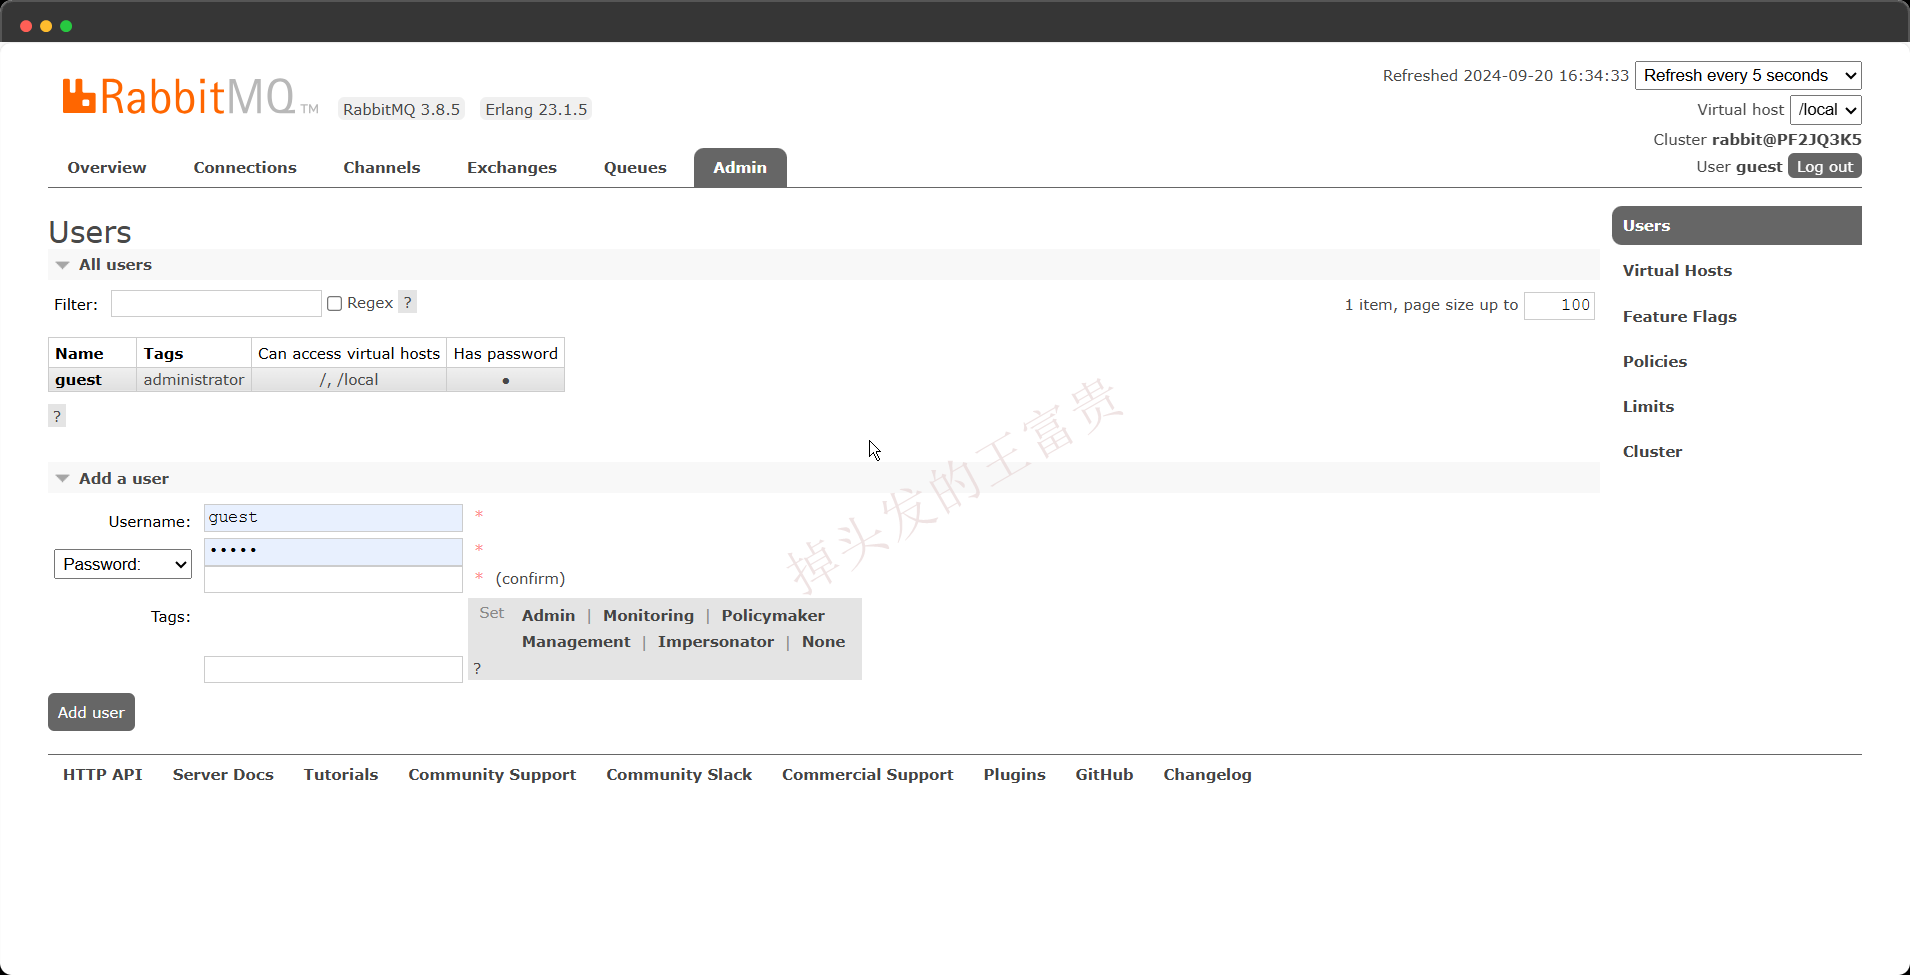 Refreshed 2024-09-20 16:34:33 Refresh every 5 seconds
RabbitMQ TM RabbitMQ 3.8.5 Erlang 23.1.5
Virtual host /local
Cluster rabbit@PF2JQ3K5
User guest Log out
Overview Connections Channels Exchanges Queues Admin
Users
All users
Filter: Regex ?
1 item, page size up to 100
Name Tags Can access virtual hosts Has password
guest administrator /, /local ●
?
Add a user
Username: guest *
Password: ••••• *
* (confirm)
Tags:
Set Admin | Monitoring | Policymaker
Management | Impersonator | None
?
Add user
Users
Virtual Hosts
Feature Flags
Policies
Limits
Cluster
掉头发的王富贵
HTTP API Server Docs Tutorials Community Support Community Slack Commercial Support Plugins GitHub Changelog